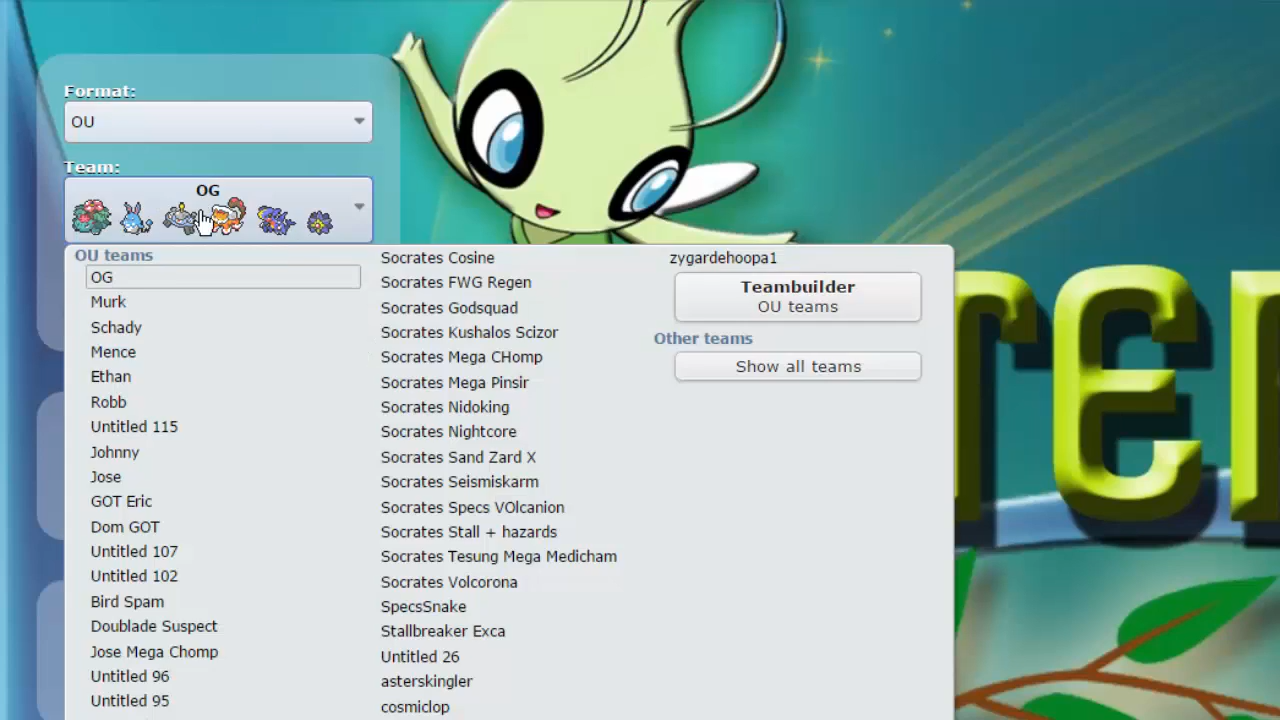 Format:
OU
Team:
OG
OU teams
OG
Murk
Schady
Mence
Ethan
Robb
Untitled 115
Johnny
Jose
GOT Eric
Dom GOT
Untitled 107
Untitled 102
Bird Spam
Doublade Suspect
Jose Mega Chomp
Untitled 96
Untitled 95
Socrates Cosine
Socrates FWG Regen
Socrates Godsquad
Socrates Kushalos Scizor
Socrates Mega CHomp
Socrates Mega Pinsir
Socrates Nidoking
Socrates Nightcore
Socrates Sand Zard X
Socrates Seismiskarm
Socrates Specs VOlcanion
Socrates Stall + hazards
Socrates Tesung Mega Medicham
Socrates Volcorona
SpecsSnake
Stallbreaker Exca
Untitled 26
asterskingler
cosmiclop
zygardehoopa1
Teambuilder
OU teams
Other teams
Show all teams